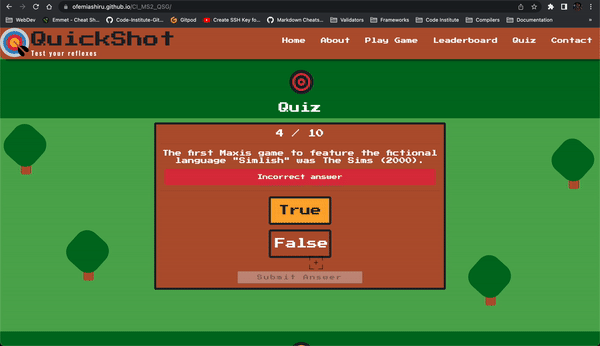 ofemiashiru.github.io/CI_MS2_QSG/
WebDev
Emmet - Cheat Sh...
Code-Institute-Git...
Gitpod
Create SSH Key fo...
Markdown Cheats...
Validators
Frameworks
Code Institute
Compilers
Documentation
QuickShot
Test your reflexes
Home About Play Game Leaderboard Quiz Contact
Quiz
4 / 10
The first Maxis game to feature the fictional
language "Simlish" was The Sims (2000).
Incorrect answer
True
False
Submit Answer